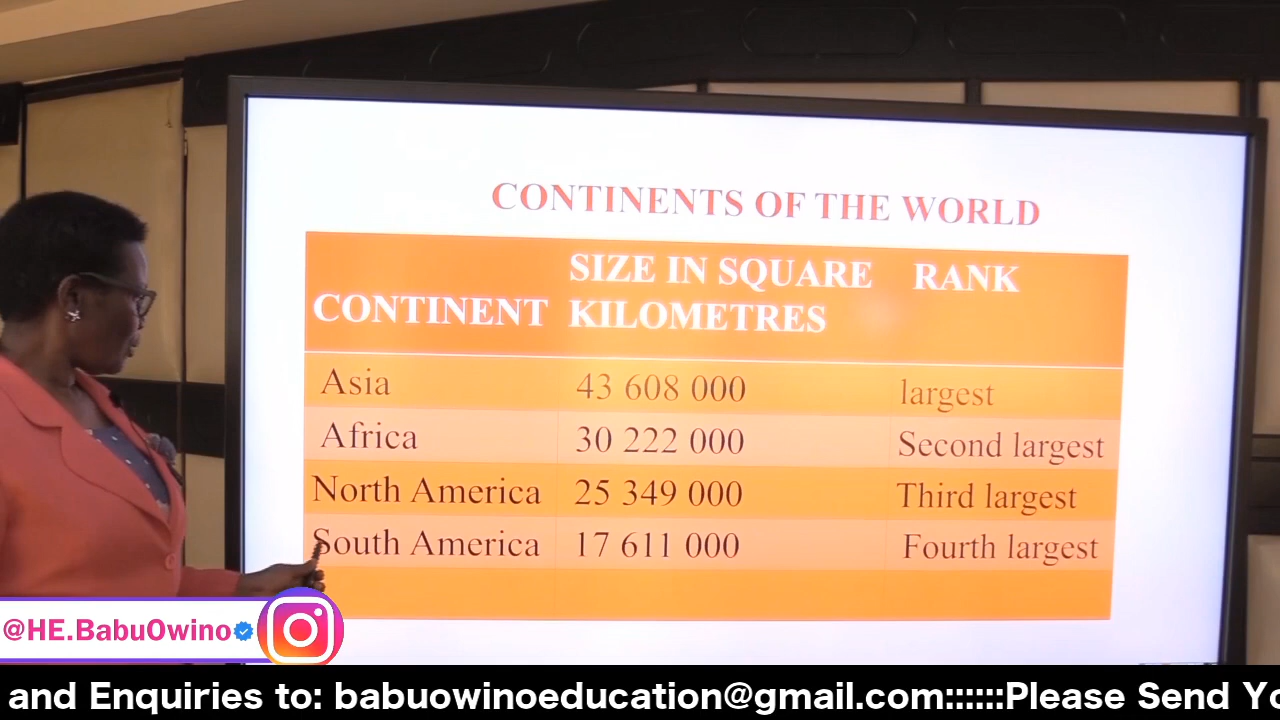 CONTINENTS OF THE WORLD
CONTINENT SIZE IN SQUARE KILOMETRES RANK
Asia 43 608 000 largest
Africa 30 222 000 Second largest
North America 25 349 000 Third largest
South America 17 611 000 Fourth largest
@HE.BabuOwino
and Enquiries to: babuowinoeducation@gmail.com::::::Please Send Yo